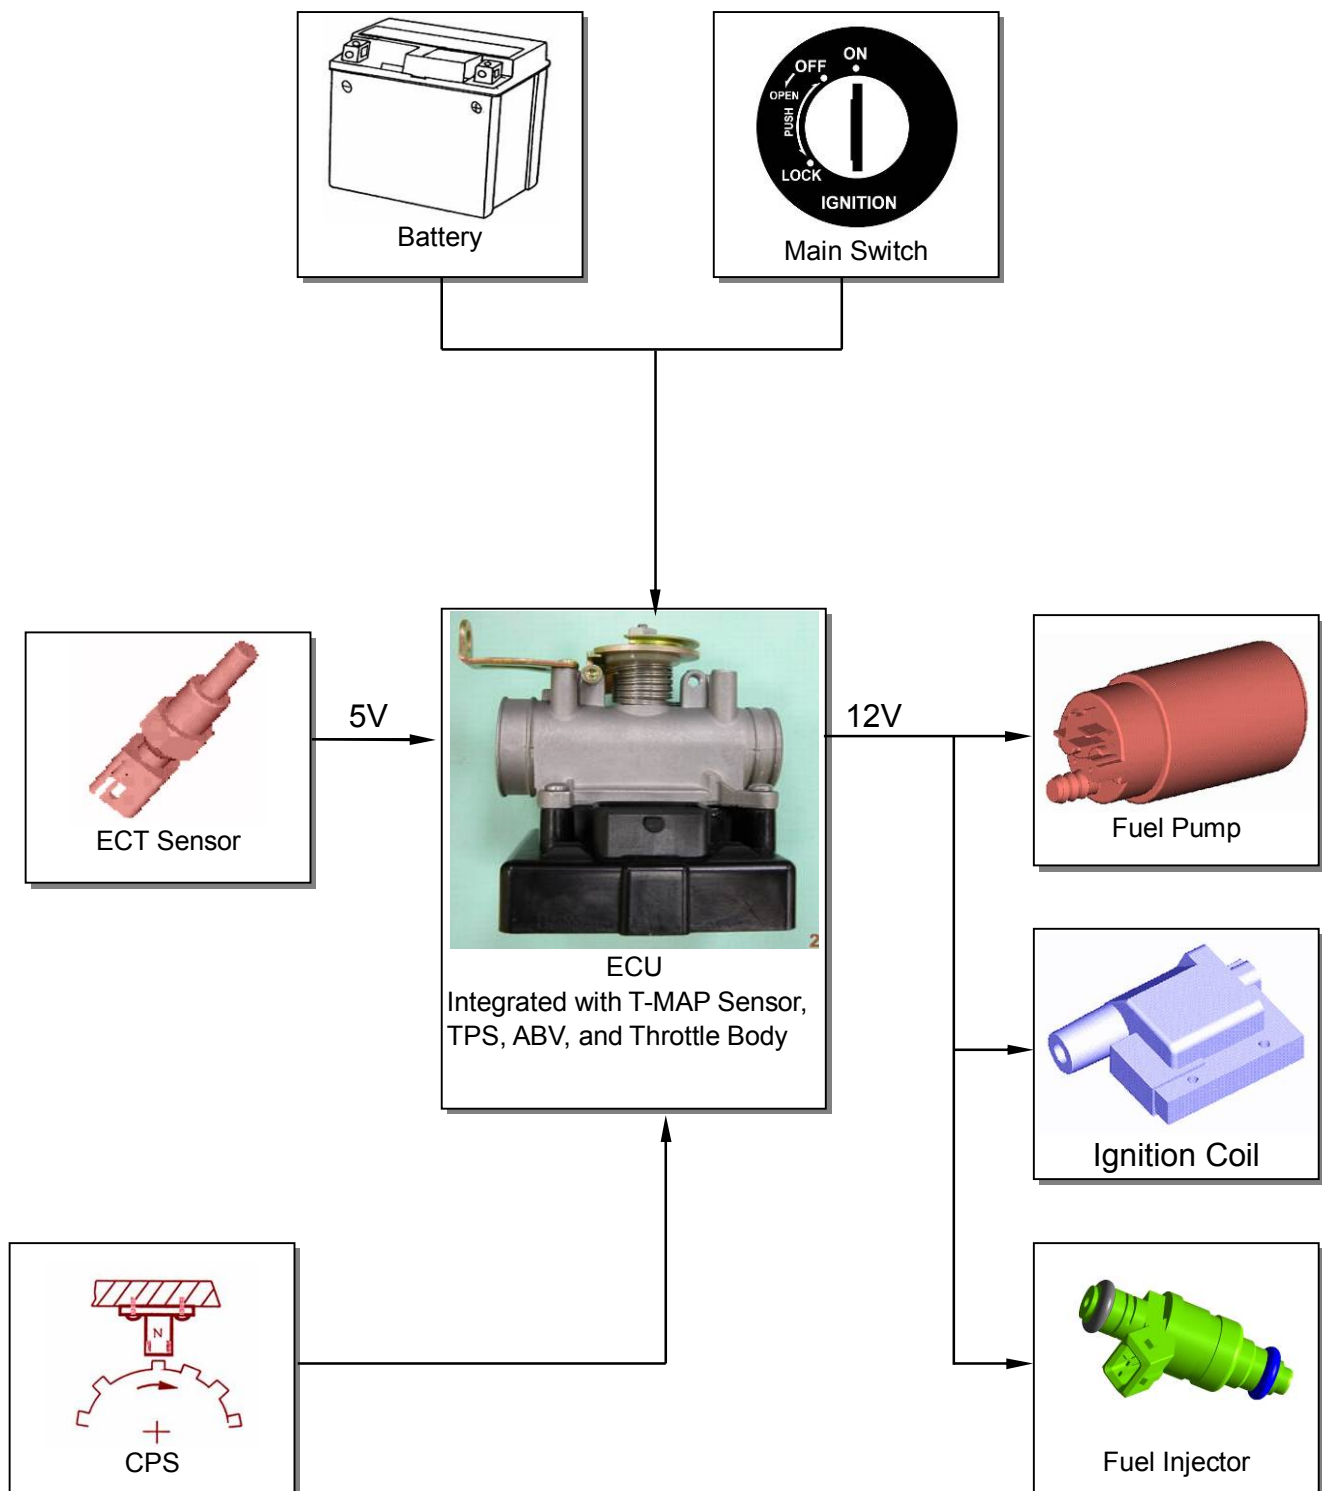 OFF
ON
OPEN
PUSH
LOCK
IGNITION
Battery
Main Switch
5V
12V
ECT Sensor
Fuel Pump
2
ECU
Integrated with T-MAP Sensor,
TPS, ABV, and Throttle Body
Ignition Coil
N
CPS
Fuel Injector